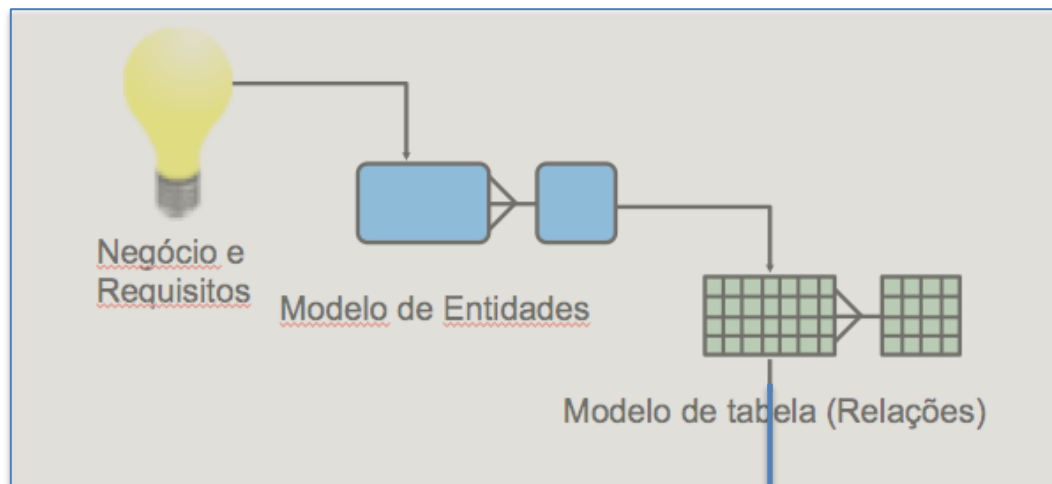 Negócio e
Requisitos
Modelo de Entidades
Modelo de tabela (Relações)